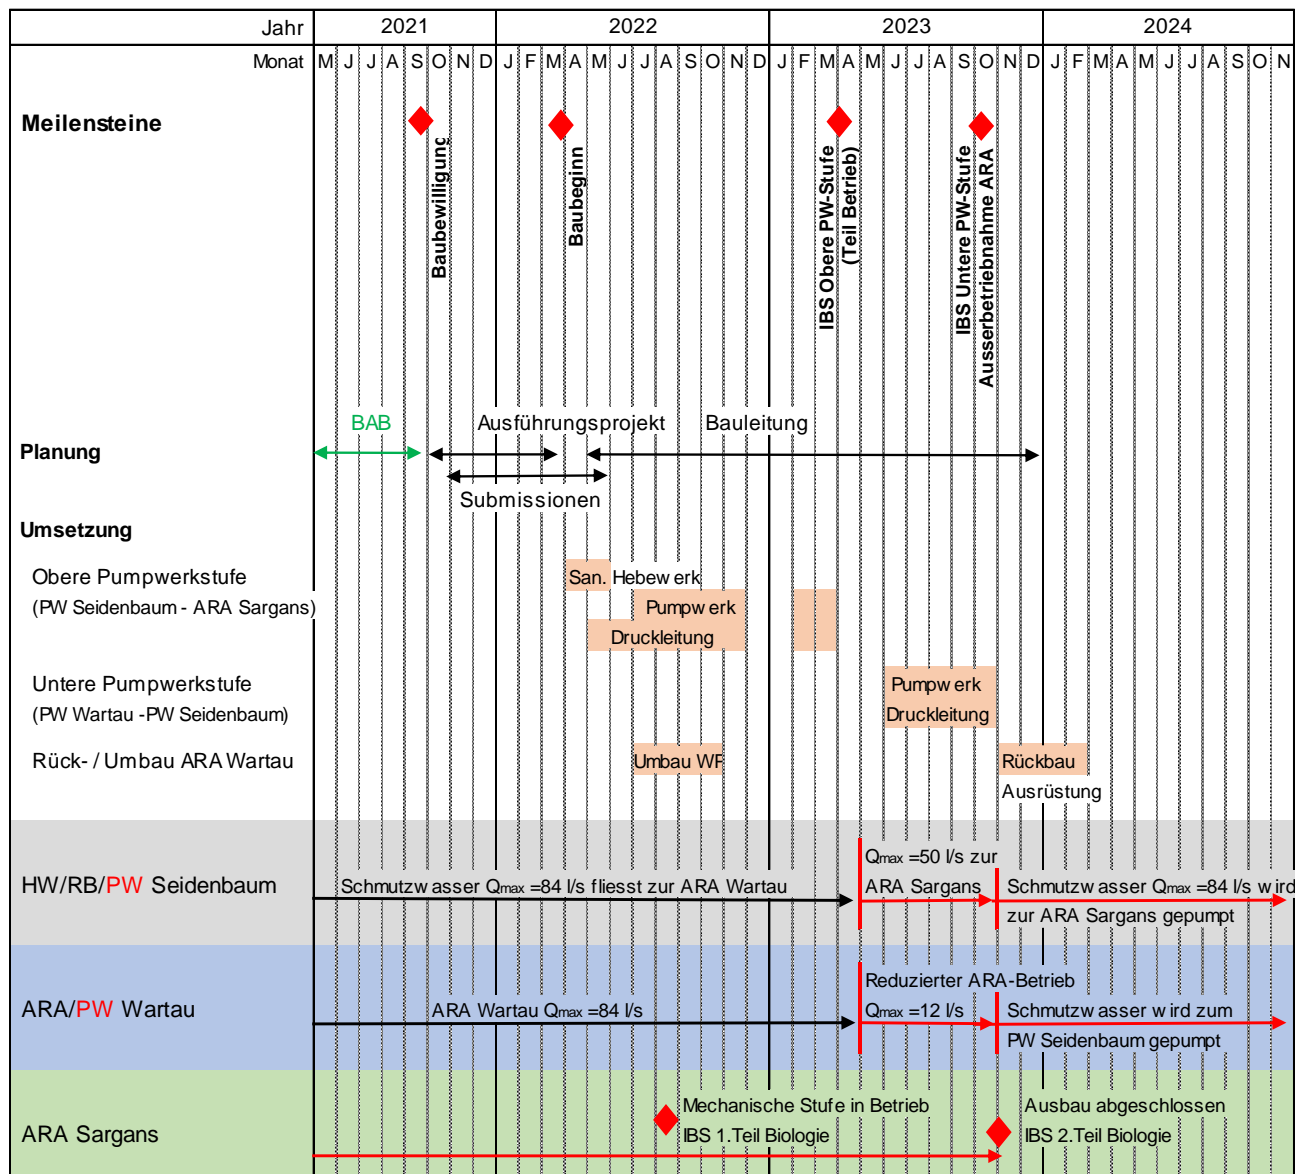 Jahr 2021 2022 2023 2024
Monat M J J A S O N D J F M A M J J A S O N D J F M A M J J A S O N D J F M A M J J A S O N
Meilensteine
Baubewilligung
Baubeginn
IBS Obere PW-Stufe
(Teil Betrieb)
IBS Untere PW-Stufe
Ausserbetriebnahme ARA
BAB Ausführungsprojekt Bauleitung
Planung
Submissionen
Umsetzung
Obere Pumpwerkstufe San. Hebewerk
(PW Seidenbaum - ARA Sargans) Pumpwerk
Druckleitung
Untere Pumpwerkstufe Pumpwerk
(PW Wartau -PW Seidenbaum) Druckleitung
Rück- / Umbau ARA Wartau Umbau WF Rückbau
Ausrüstung
Qmax =50 l/s zur
HW/RB/PW Seidenbaum Schmutzwasser Qmax =84 l/s fliesst zur ARA Wartau ARA Sargans Schmutzwasser Qmax =84 l/s wird
zur ARA Sargans gepumpt
Reduzierter ARA-Betrieb
ARA/PW Wartau ARA Wartau Qmax =84 l/s Qmax =12 l/s Schmutzwasser wird zum
PW Seidenbaum gepumpt
Mechanische Stufe in Betrieb Ausbau abgeschlossen
ARA Sargans IBS 1.Teil Biologie IBS 2.Teil Biologie